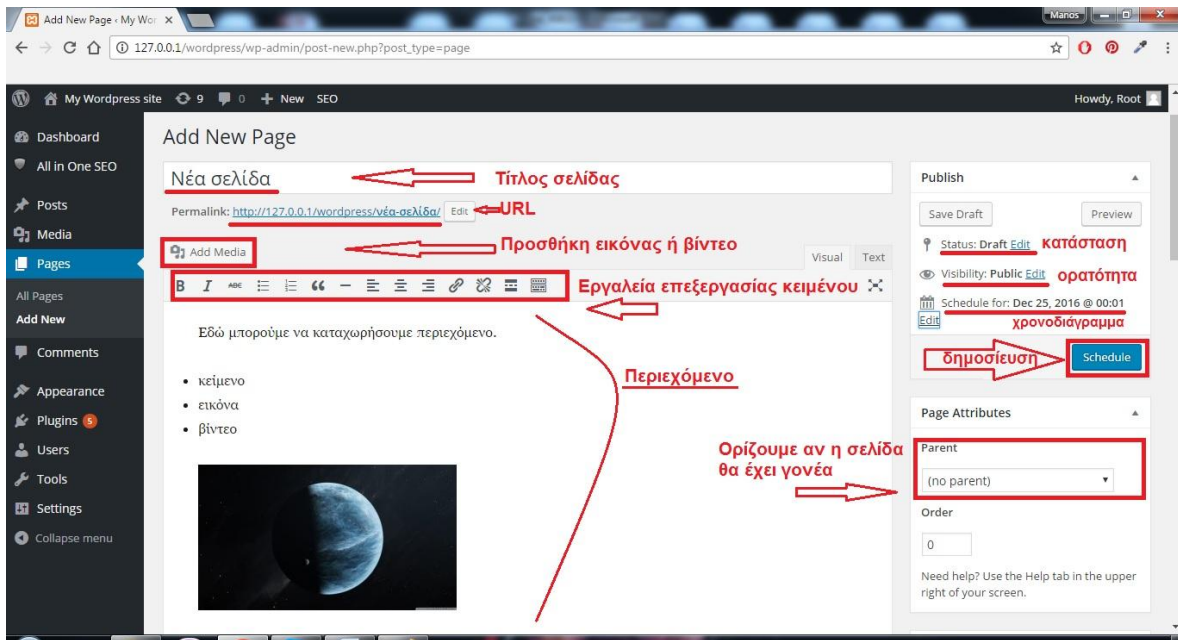 Add New Page ‹ My Wor
Manos
127.0.0.1/wordpress/wp-admin/post-new.php?post_type=page
My Wordpress site 9 0 + New SEO
Howdy, Root
Dashboard
All in One SEO
Posts
Media
Pages
All Pages
Add New
Comments
Appearance
Plugins 5
Users
Tools
Settings
Collapse menu
Add New Page
Νέα σελίδα
Τίτλος σελίδας
Permalink: http://127.0.0.1/wordpress/νέα-σελίδα/ Edit
URL
Add Media
Προσθήκη εικόνας ή βίντεο
Visual Text
B I ABC
Εργαλεία επεξεργασίας κειμένου
Εδώ μπορούμε να καταχωρήσουμε περιεχόμενο.
• κείμενο
• εικόνα
• βίντεο
Περιεχόμενο
Publish
Save Draft Preview
Status: Draft Edit κατάσταση
Visibility: Public Edit ορατότητα
Schedule for: Dec 25, 2016 @ 00:01
Edit χρονοδιάγραμμα
δημοσίευση Schedule
Page Attributes
Ορίζουμε αν η σελίδα
θα έχει γονέα
Parent
(no parent)
Order
0
Need help? Use the Help tab in the upper
right of your screen.